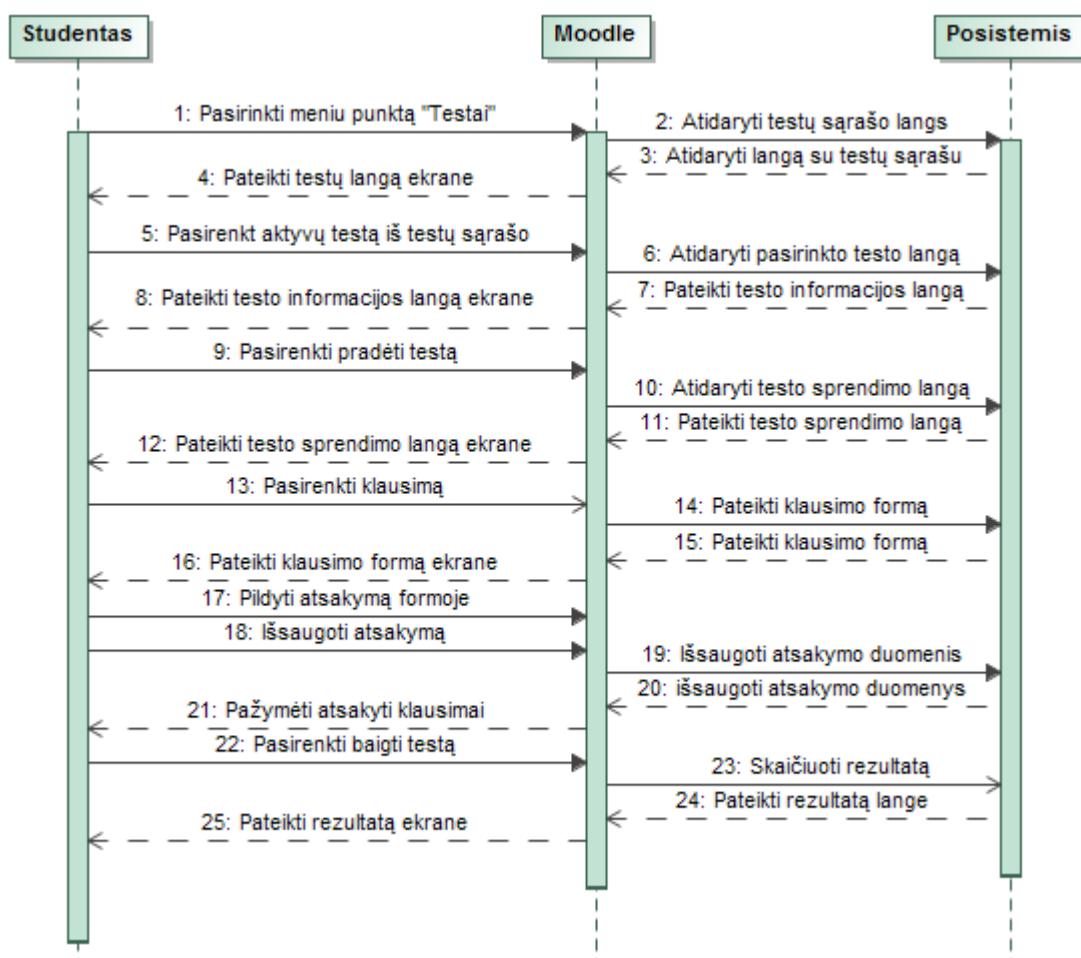 Studentas
Moodle
Posistemis
1: Pasirinkti meniu punktą "Testai"
2: Atidaryti testų sąrašo langs
3: Atidaryti langą su testų sąrašu
4: Pateikti testų langą ekrane
5: Pasirenkt aktyvų testą iš testų sąrašo
6: Atidaryti pasirinkto testo langą
7: Pateikti testo informacijos langą
8: Pateikti testo informacijos langą ekrane
9: Pasirenkti pradėti testą
10: Atidaryti testo sprendimo langą
11: Pateikti testo sprendimo langą
12: Pateikti testo sprendimo langą ekrane
13: Pasirenkti klausimą
14: Pateikti klausimo formą
15: Pateikti klausimo formą
16: Pateikti klausimo formą ekrane
17: Pildyti atsakymą formoje
18: Išsaugoti atsakymą
19: Išsaugoti atsakymo duomenis
20: išsaugoti atsakymo duomenys
21: Pažymėti atsakyti klausimai
22: Pasirenkti baigti testą
23: Skaičiuoti rezultatą
24: Pateikti rezultatą lange
25: Pateikti rezultatą ekrane